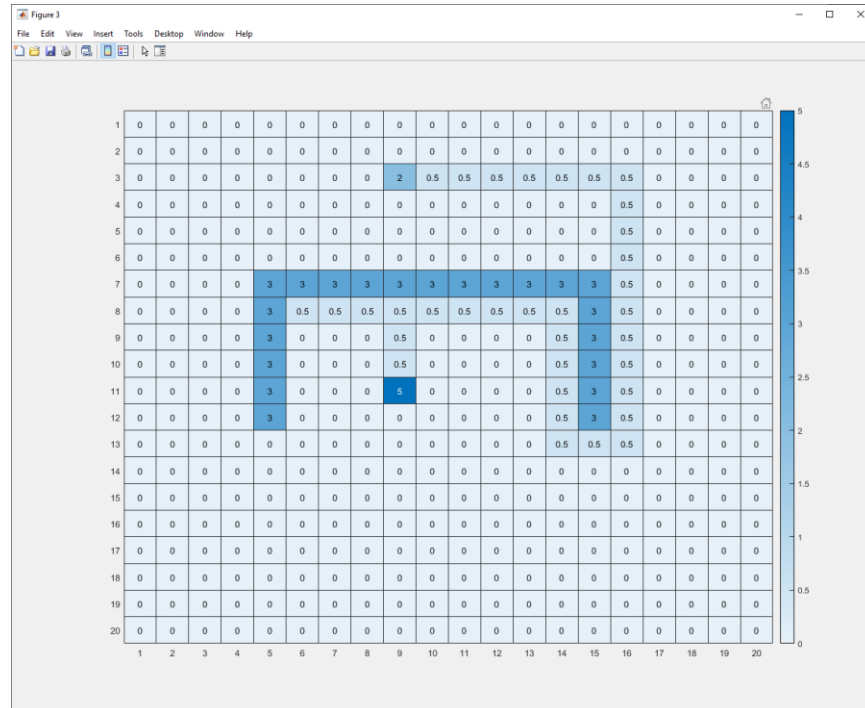 Figure 3
File Edit View Insert Tools Desktop Window Help
1 0 0 0 0 0 0 0 0 0 0 0 0 0 0 0 0 0 0 0 0 5
2 0 0 0 0 0 0 0 0 0 0 0 0 0 0 0 0 0 0 0 0 4.5
3 0 0 0 0 0 0 0 0 2 0.5 0.5 0.5 0.5 0.5 0.5 0.5 0 0 0 0
4 0 0 0 0 0 0 0 0 0 0 0 0 0 0 0 0.5 0 0 0 0 4
5 0 0 0 0 0 0 0 0 0 0 0 0 0 0 0 0.5 0 0 0 0
6 0 0 0 0 0 0 0 0 0 0 0 0 0 0 0 0.5 0 0 0 0
7 0 0 0 0 3 3 3 3 3 3 3 3 3 3 3 0.5 0 0 0 0 3.5
8 0 0 0 0 3 0.5 0.5 0.5 0.5 0.5 0.5 0.5 0.5 0.5 3 0.5 0 0 0 0 3
9 0 0 0 0 3 0 0 0 0.5 0 0 0 0 0.5 3 0.5 0 0 0 0
10 0 0 0 0 3 0 0 0 0.5 0 0 0 0 0.5 3 0.5 0 0 0 0 2.5
11 0 0 0 0 3 0 0 0 5 0 0 0 0 0.5 3 0.5 0 0 0 0
12 0 0 0 0 3 0 0 0 0 0 0 0 0 0.5 3 0.5 0 0 0 0 2
13 0 0 0 0 0 0 0 0 0 0 0 0 0 0.5 0.5 0.5 0 0 0 0
14 0 0 0 0 0 0 0 0 0 0 0 0 0 0 0 0 0 0 0 0 1.5
15 0 0 0 0 0 0 0 0 0 0 0 0 0 0 0 0 0 0 0 0
16 0 0 0 0 0 0 0 0 0 0 0 0 0 0 0 0 0 0 0 0 1
17 0 0 0 0 0 0 0 0 0 0 0 0 0 0 0 0 0 0 0 0
18 0 0 0 0 0 0 0 0 0 0 0 0 0 0 0 0 0 0 0 0 0.5
19 0 0 0 0 0 0 0 0 0 0 0 0 0 0 0 0 0 0 0 0
20 0 0 0 0 0 0 0 0 0 0 0 0 0 0 0 0 0 0 0 0 0
1 2 3 4 5 6 7 8 9 10 11 12 13 14 15 16 17 18 19 20